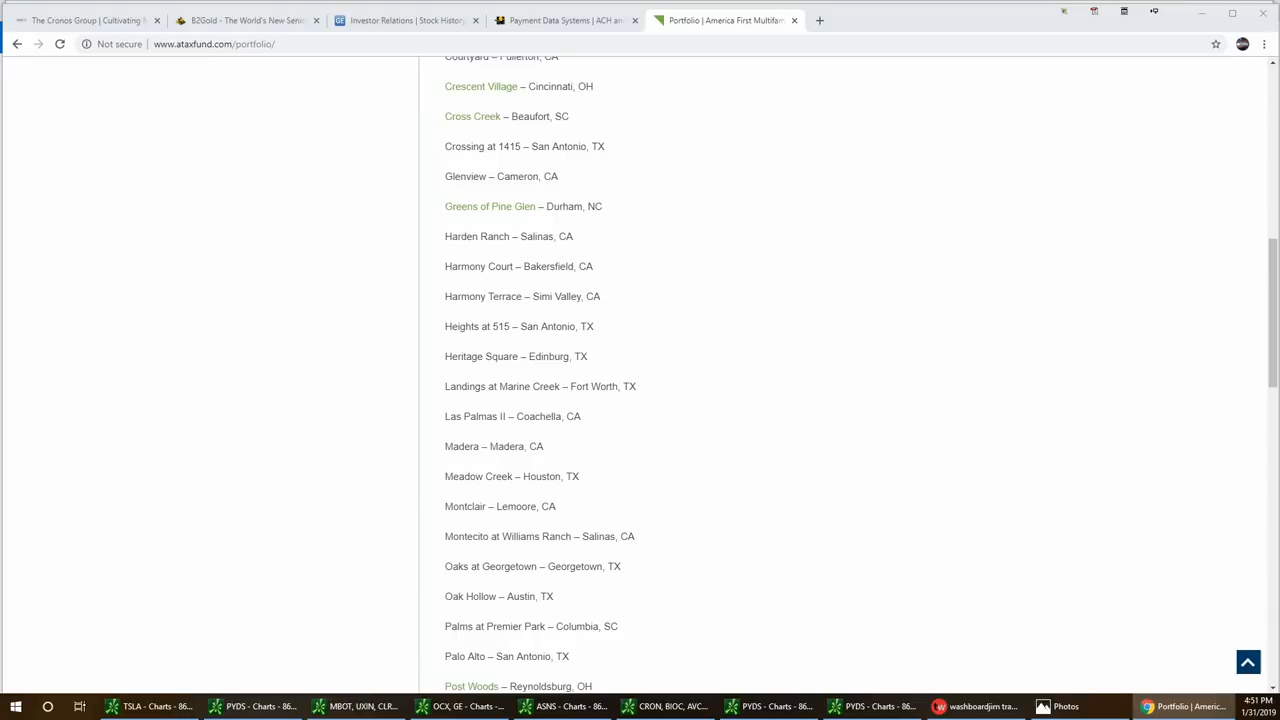 The Cronos Group | Cultivating
B2Gold - The World's New Senio
GE Investor Relations | Stock History
Payment Data Systems | ACH an
Portfolio | America First Multifam
Not secure | www.ataxfund.com/portfolio/
Courtyard – Fullerton, CA
Crescent Village – Cincinnati, OH
Cross Creek – Beaufort, SC
Crossing at 1415 – San Antonio, TX
Glenview – Cameron, CA
Greens of Pine Glen – Durham, NC
Harden Ranch – Salinas, CA
Harmony Court – Bakersfield, CA
Harmony Terrace – Simi Valley, CA
Heights at 515 – San Antonio, TX
Heritage Square – Edinburg, TX
Landings at Marine Creek – Fort Worth, TX
Las Palmas II – Coachella, CA
Madera – Madera, CA
Meadow Creek – Houston, TX
Montclair – Lemoore, CA
Montecito at Williams Ranch – Salinas, CA
Oaks at Georgetown – Georgetown, TX
Oak Hollow – Austin, TX
Palms at Premier Park – Columbia, SC
Palo Alto – San Antonio, TX
Post Woods – Reynoldsburg, OH
TSLA - Charts - 86...
PYDS - Charts - 86...
MBOT, UXIN, CLR...
OCX, GE - Charts -...
ASNS - Charts - 86...
CRON, BIOC, AVC...
PYDS - Charts - 86...
PYDS - Charts - 86...
washboardjim tra...
Photos
Portfolio | Americ...
4:51 PM
1/31/2019